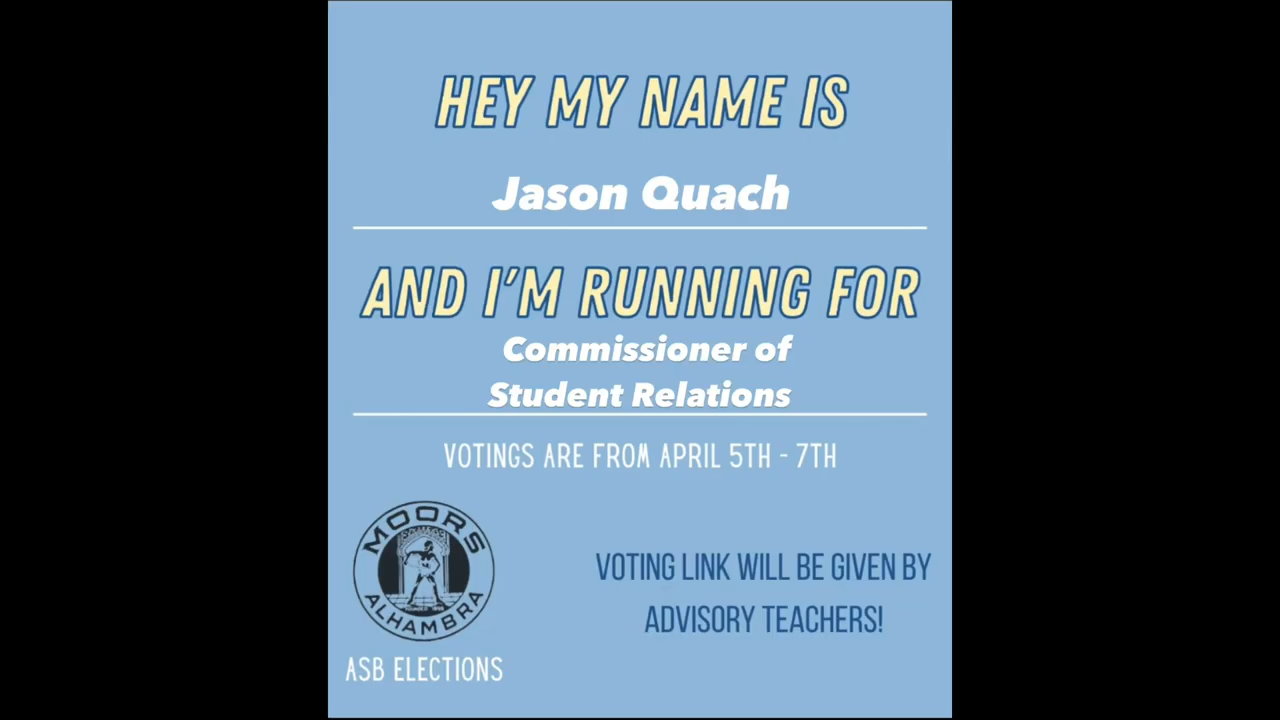 HEY MY NAME IS
Jason Quach
AND I'M RUNNING FOR
Commissioner of
Student Relations
VOTINGS ARE FROM APRIL 5TH - 7TH
MOORS
ALHAMBRA
VOTING LINK WILL BE GIVEN BY
ADVISORY TEACHERS!
ASB ELECTIONS